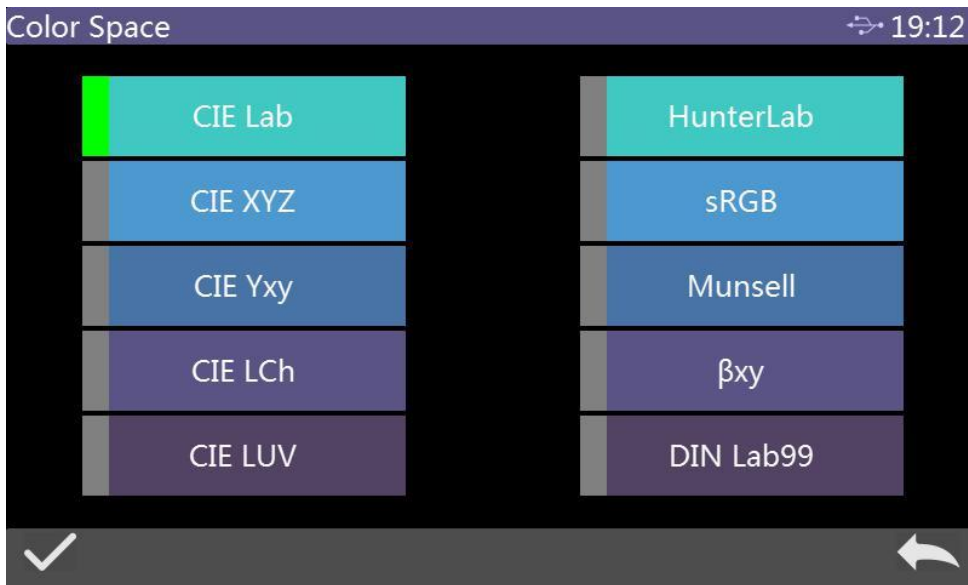 Color Space 19:12
CIE Lab
CIE XYZ
CIE Yxy
CIE LCh
CIE LUV
HunterLab
sRGB
Munsell
βxy
DIN Lab99